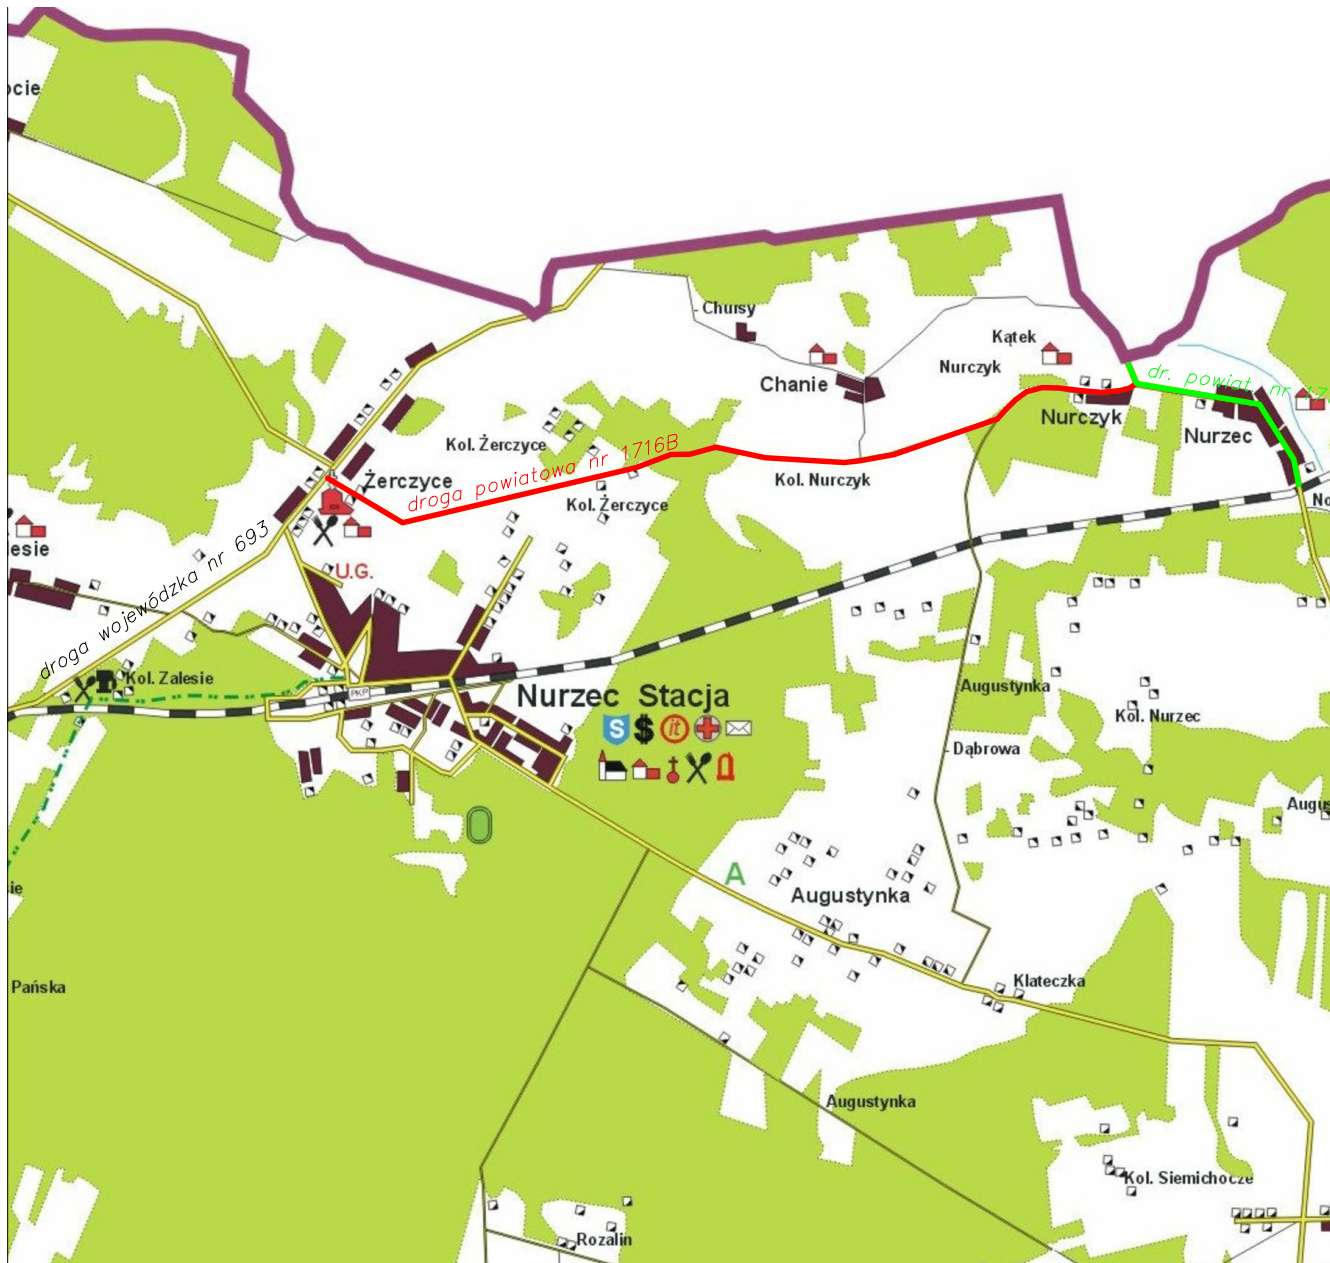 Chursy
Kątek
Nurczyk
Chanie
dr. powiat. nr 17
Nurczyk
Nurzec
Kol. Żerczyce
droga powiatowa nr 1716B
Żerczyce
Kol. Nurczyk
Kol. Żerczyce
droga wojewódzka nr 693
U.G.
Kol. Zalesie
PKP
Nurzec Stacja
S $ it
Augustynka
Kol. Nurzec
Dąbrowa
A
Augustynka
Pańska
Klateczka
Augustynka
Kol. Siemichocze
Rozalin